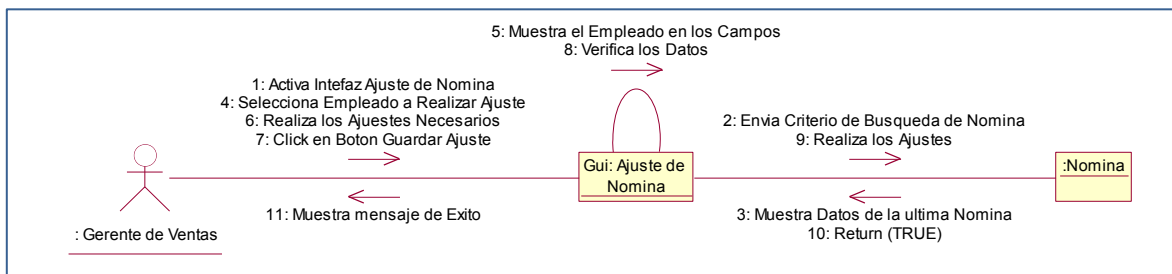 5: Muestra el Empleado en los Campos
8: Verifica los Datos
1: Activa Intefaz Ajuste de Nomina
4: Selecciona Empleado a Realizar Ajuste
6: Realiza los Ajuestes Necesarios
7: Click en Boton Guardar Ajuste
2: Envia Criterio de Busqueda de Nomina
9: Realiza los Ajustes
Gui: Ajuste de
Nomina
:Nomina
11: Muestra mensaje de Exito
3: Muestra Datos de la ultima Nomina
10: Return (TRUE)
: Gerente de Ventas